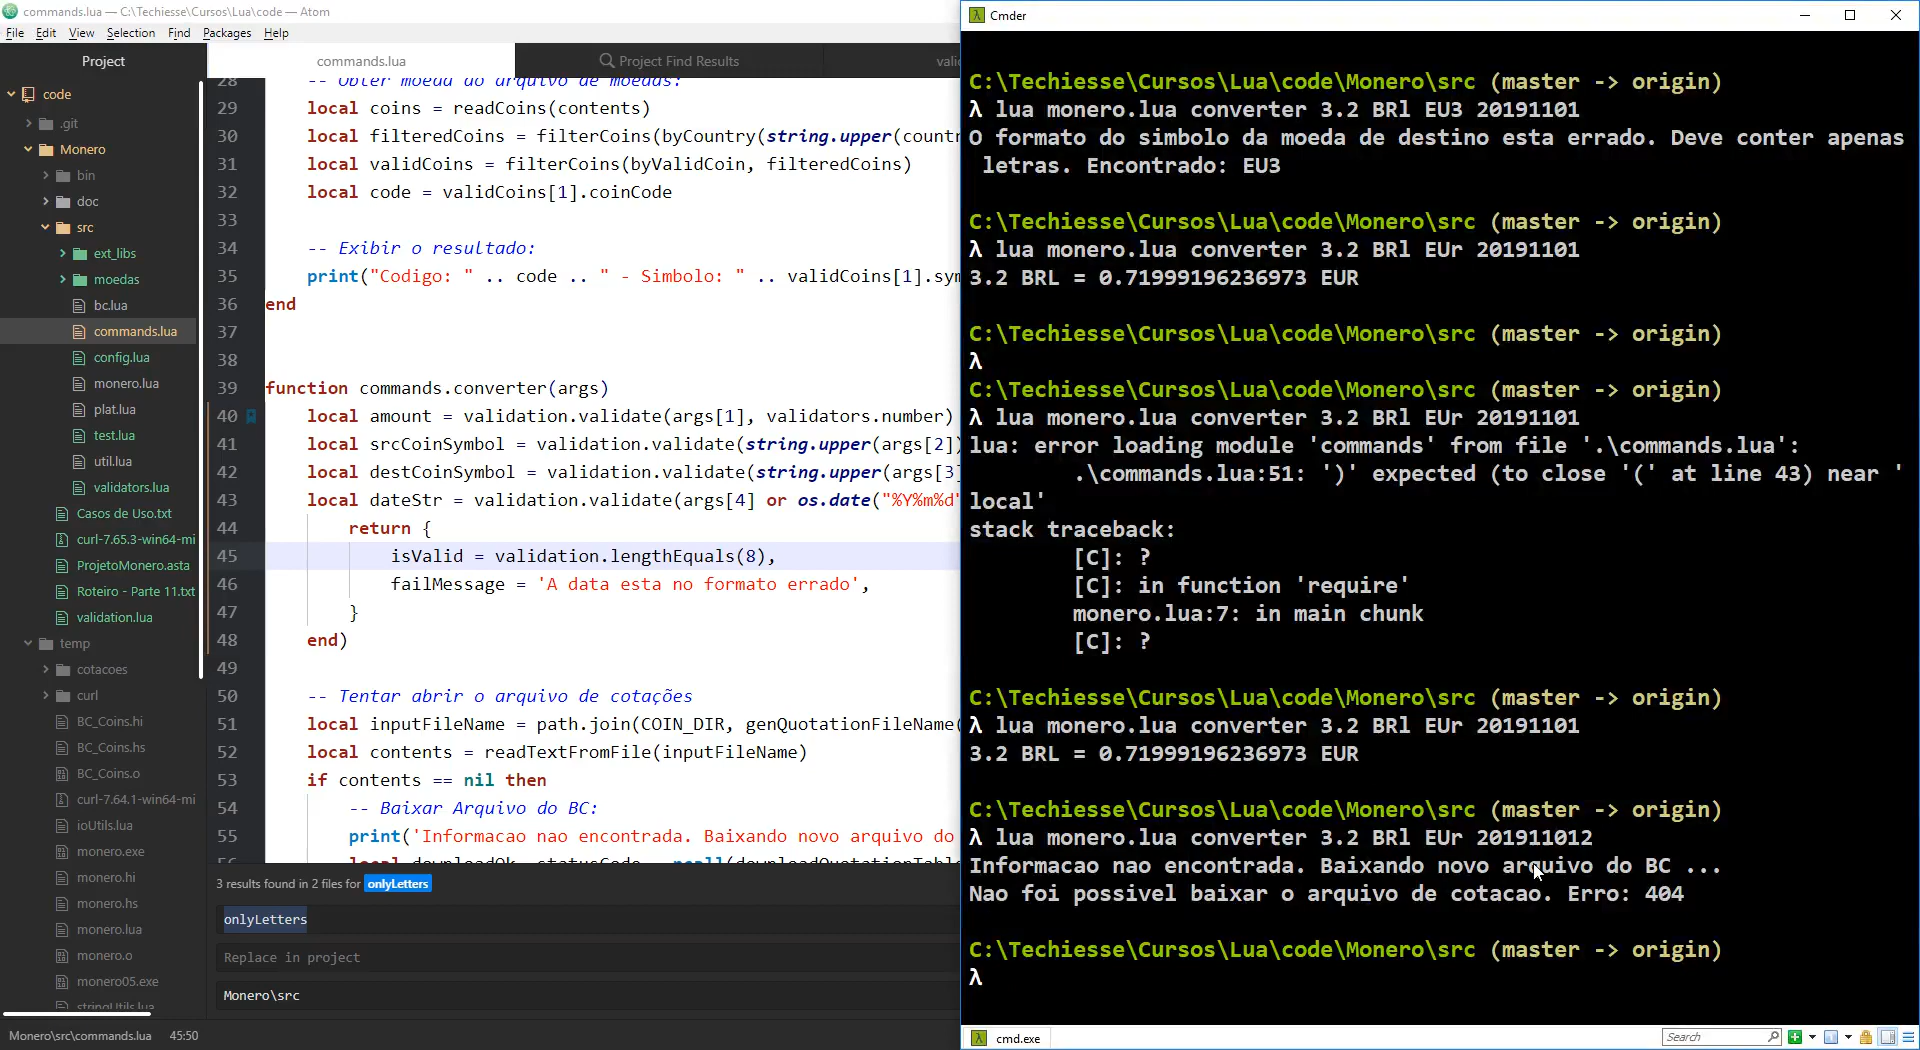 commands.lua — C:\Techiesse\Cursos\Lua\code — Atom
File Edit View Selection Find Packages Help
Project
code
.git
Monero
bin
doc
src
ext_libs
moedas
bc.lua
commands.lua
config.lua
monero.lua
plat.lua
test.lua
util.lua
validators.lua
Casos de Uso.txt
curl-7.65.3-win64-mi
ProjetoMonero.asta
Roteiro - Parte 11.txt
validation.lua
temp
cotacoes
curl
BC_Coins.hi
BC_Coins.hs
BC_Coins.o
curl-7.64.1-win64-mi
ioUtils.lua
monero.exe
monero.hi
monero.hs
monero.lua
monero.o
monero05.exe
stringUtils.lua
commands.lua
Project Find Results
vali
28 -- Obter moeda do arquivo de moedas:
29 local coins = readCoins(contents)
30 local filteredCoins = filterCoins(byCountry(string.upper(countr
31 local validCoins = filterCoins(byValidCoin, filteredCoins)
32 local code = validCoins[1].coinCode
33
34 -- Exibir o resultado:
35 print("Codigo: " .. code .. " - Simbolo: " .. validCoins[1].sym
36 end
37
38
39 function commands.converter(args)
40 local amount = validation.validate(args[1], validators.number)
41 local srcCoinSymbol = validation.validate(string.upper(args[2])
42 local destCoinSymbol = validation.validate(string.upper(args[3]
43 local dateStr = validation.validate(args[4] or os.date("%Y%m%d"
44 return {
45 isValid = validation.lengthEquals(8),
46 failMessage = 'A data esta no formato errado',
47 }
48 end)
49
50 -- Tentar abrir o arquivo de cotações
51 local inputFileName = path.join(COIN_DIR, genQuotationFileName(
52 local contents = readTextFromFile(inputFileName)
53 if contents == nil then
54 -- Baixar Arquivo do BC:
55 print('Informacao nao encontrada. Baixando novo arquivo do
56 local downloadOk, statusCode = pcall(downloadQuotationTabl
3 results found in 2 files for onlyLetters
onlyLetters
Replace in project
Monero\src
Monero\src\commands.lua 45:50
Cmder
C:\Techiesse\Cursos\Lua\code\Monero\src (master -> origin)
λ lua monero.lua converter 3.2 BRl EU3 20191101
O formato do simbolo da moeda de destino esta errado. Deve conter apenas
letras. Encontrado: EU3
C:\Techiesse\Cursos\Lua\code\Monero\src (master -> origin)
λ lua monero.lua converter 3.2 BRl EUr 20191101
3.2 BRL = 0.71999196236973 EUR
C:\Techiesse\Cursos\Lua\code\Monero\src (master -> origin)
λ
C:\Techiesse\Cursos\Lua\code\Monero\src (master -> origin)
λ lua monero.lua converter 3.2 BRl EUr 20191101
lua: error loading module 'commands' from file '.\commands.lua':
.\commands.lua:51: ')' expected (to close '(' at line 43) near '
local'
stack traceback:
[C]: ?
[C]: in function 'require'
monero.lua:7: in main chunk
[C]: ?
C:\Techiesse\Cursos\Lua\code\Monero\src (master -> origin)
λ lua monero.lua converter 3.2 BRl EUr 20191101
3.2 BRL = 0.71999196236973 EUR
C:\Techiesse\Cursos\Lua\code\Monero\src (master -> origin)
λ lua monero.lua converter 3.2 BRl EUr 201911012
Informacao nao encontrada. Baixando novo arquivo do BC ...
Nao foi possivel baixar o arquivo de cotacao. Erro: 404
C:\Techiesse\Cursos\Lua\code\Monero\src (master -> origin)
λ
cmd.exe
Search